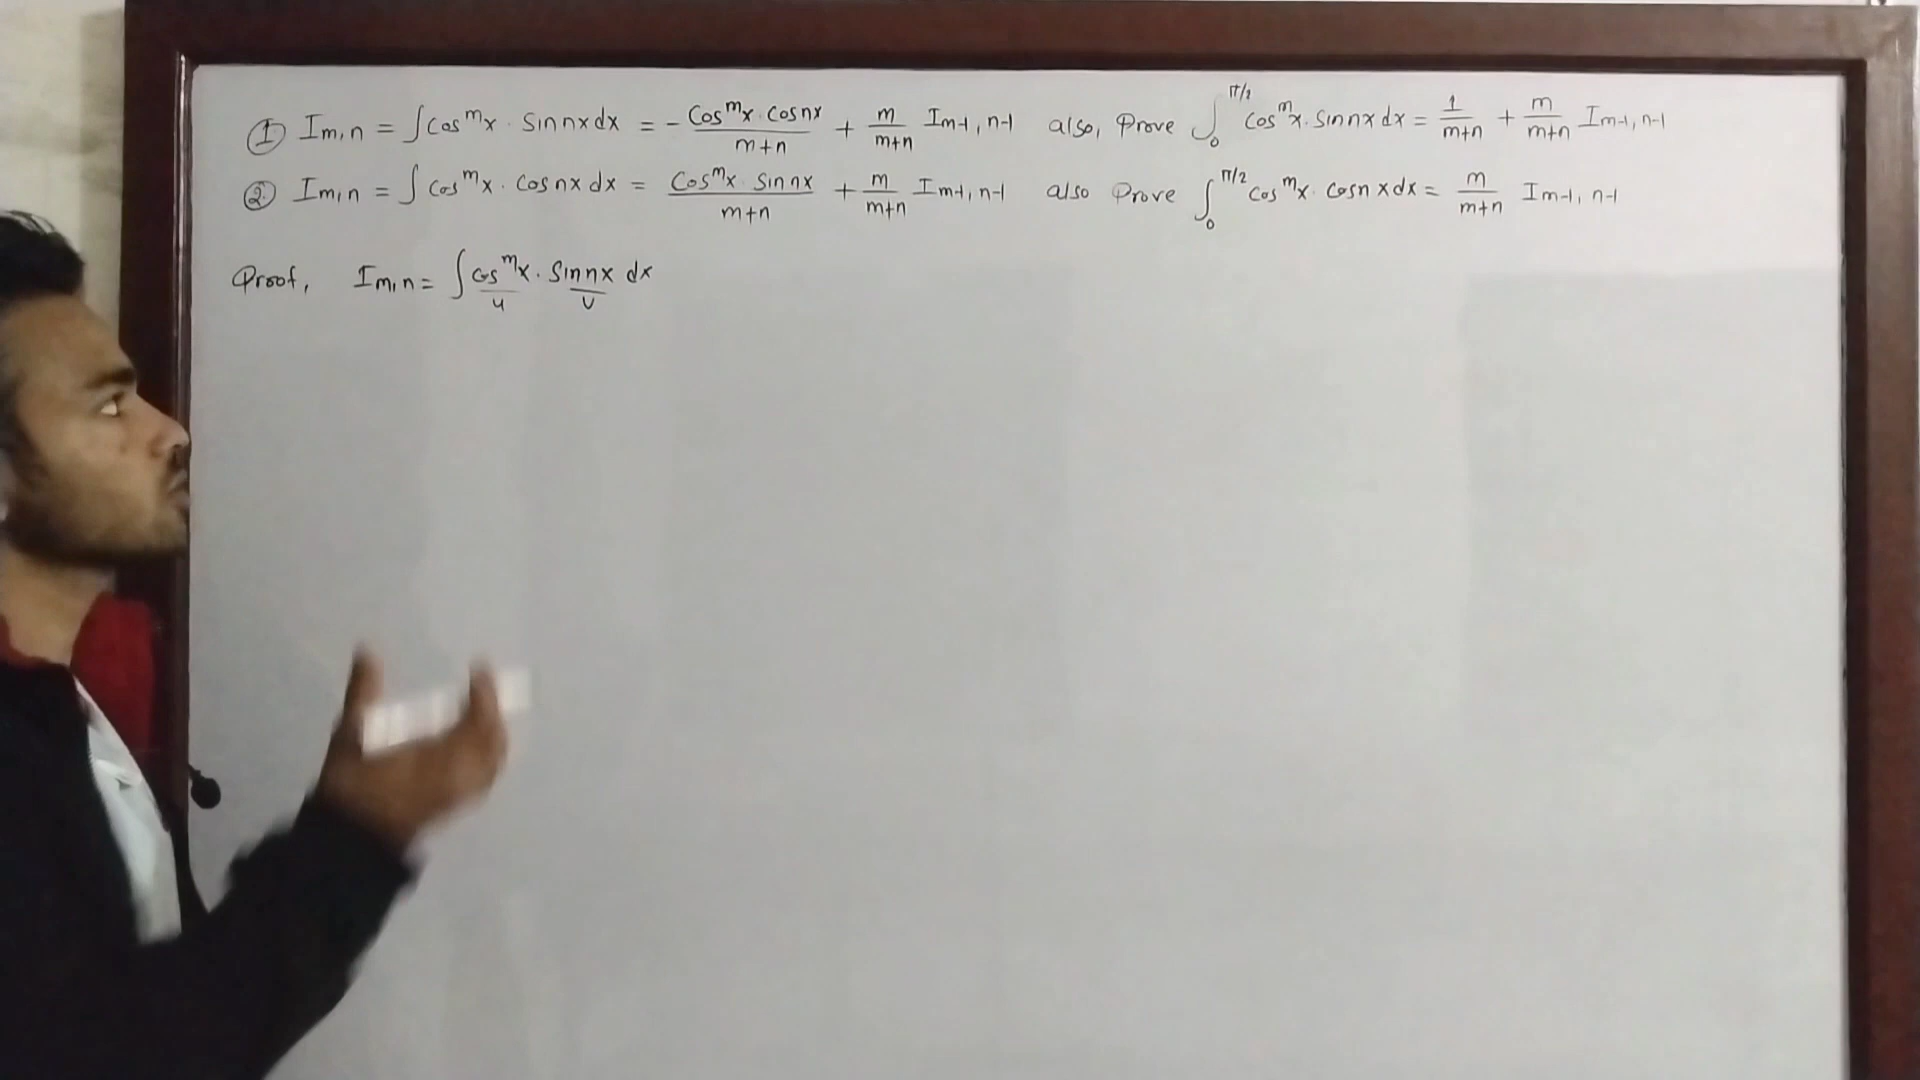 ① Im,n = ∫cos^m x · sin nx dx = - (Cos^m x · cos nx)/(m+n) + m/(m+n) Im-1, n-1 also, Prove ∫₀^π/2 cos^m x · sin nx dx = 1/(m+n) + m/(m+n) Im-1, n-1
② Im,n = ∫ cos^m x · cos nx dx = (Cos^m x · sin nx)/(m+n) + m/(m+n) Im-1, n-1 also Prove ∫₀^π/2 cos^m x · cos nx dx = m/(m+n) Im-1, n-1
Proof, Im,n = ∫ cos^m x · sin nx dx
u v